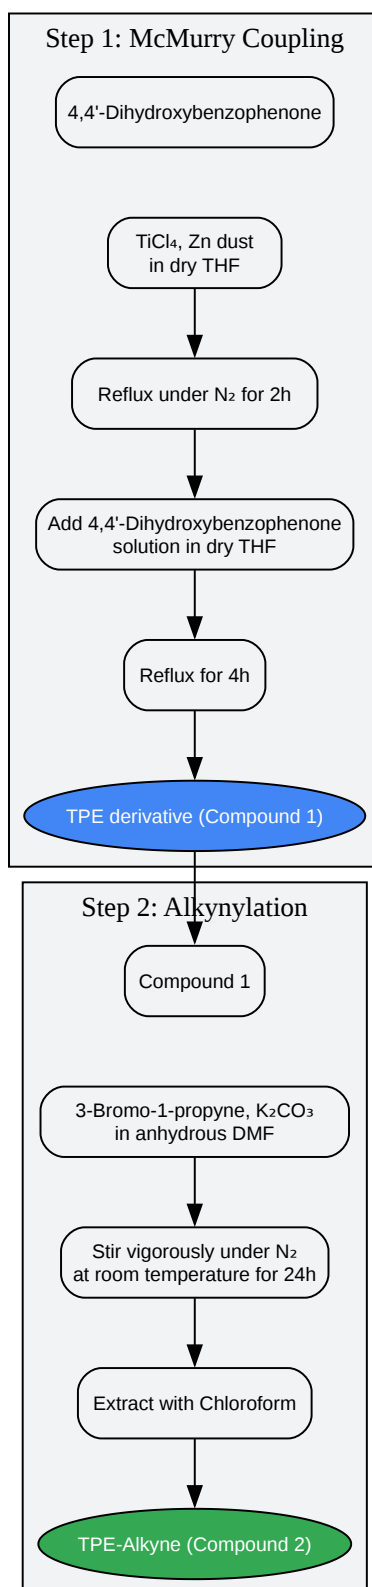 Step 1: McMurry Coupling
4,4'-Dihydroxybenzophenone
TiCl₄, Zn dust
in dry THF
Reflux under N₂ for 2h
Add 4,4'-Dihydroxybenzophenone
solution in dry THF
Reflux for 4h
TPE derivative (Compound 1)
Step 2: Alkynylation
Compound 1
3-Bromo-1-propyne, K₂CO₃
in anhydrous DMF
Stir vigorously under N₂
at room temperature for 24h
Extract with Chloroform
TPE-Alkyne (Compound 2)